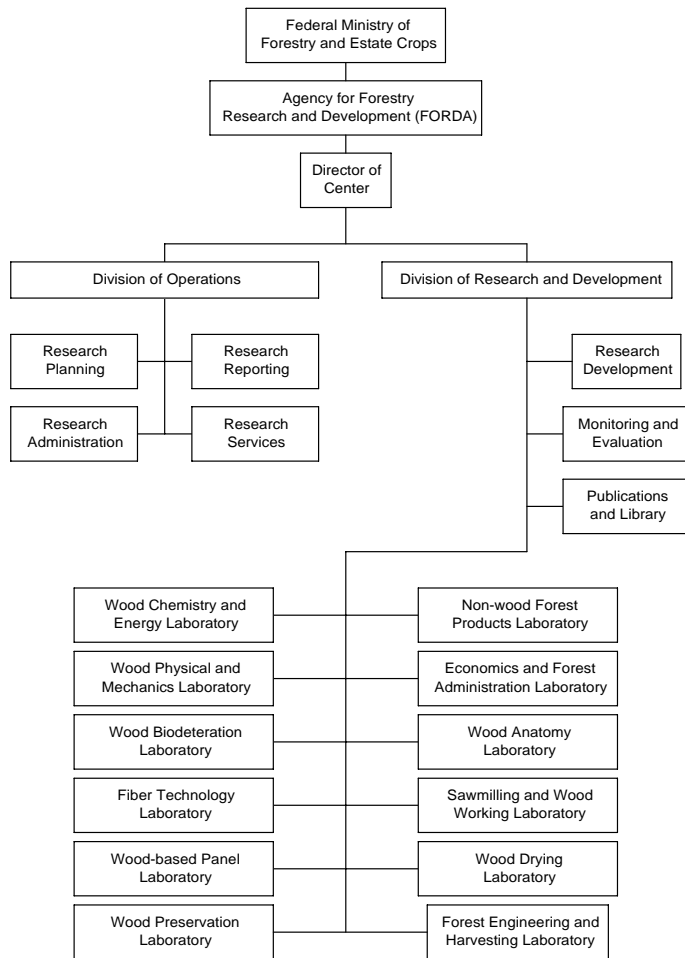 Federal Ministry of
Forestry and Estate Crops
Agency for Forestry
Research and Development (FORDA)
Director of
Center
Division of Operations
Division of Research and Development
Research
Planning
Research
Reporting
Research
Development
Research
Administration
Research
Services
Monitoring and
Evaluation
Publications
and Library
Wood Chemistry and
Energy Laboratory
Non-wood Forest
Products Laboratory
Wood Physical and
Mechanics Laboratory
Economics and Forest
Administration Laboratory
Wood Biodeteration
Laboratory
Wood Anatomy
Laboratory
Fiber Technology
Laboratory
Sawmilling and Wood
Working Laboratory
Wood-based Panel
Laboratory
Wood Drying
Laboratory
Wood Preservation
Laboratory
Forest Engineering and
Harvesting Laboratory